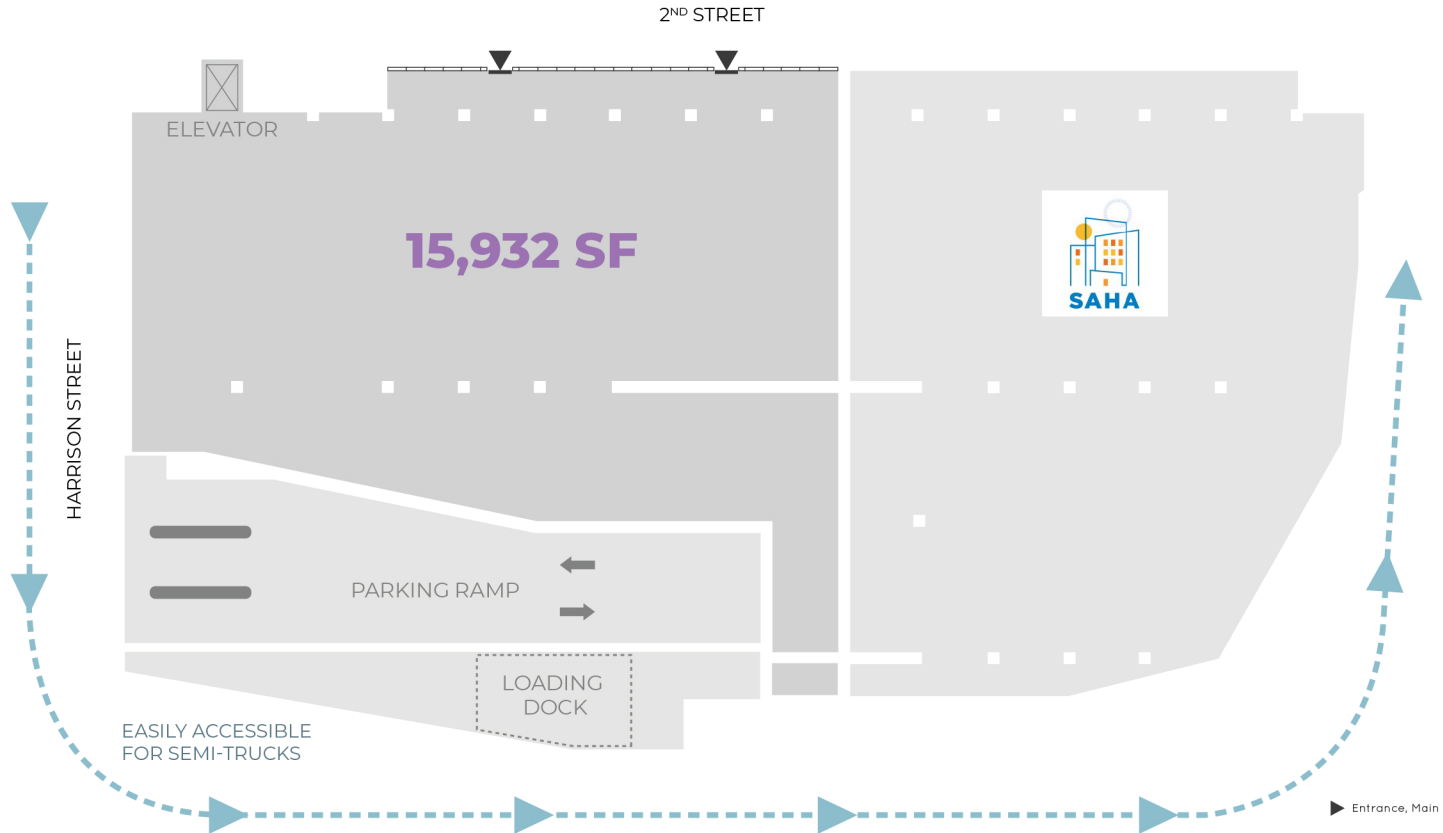 2ND STREET
ELEVATOR
15,932 SF
SAHA
HARRISON STREET
PARKING RAMP
LOADING
DOCK
EASILY ACCESSIBLE
FOR SEMI-TRUCKS
Entrance, Main